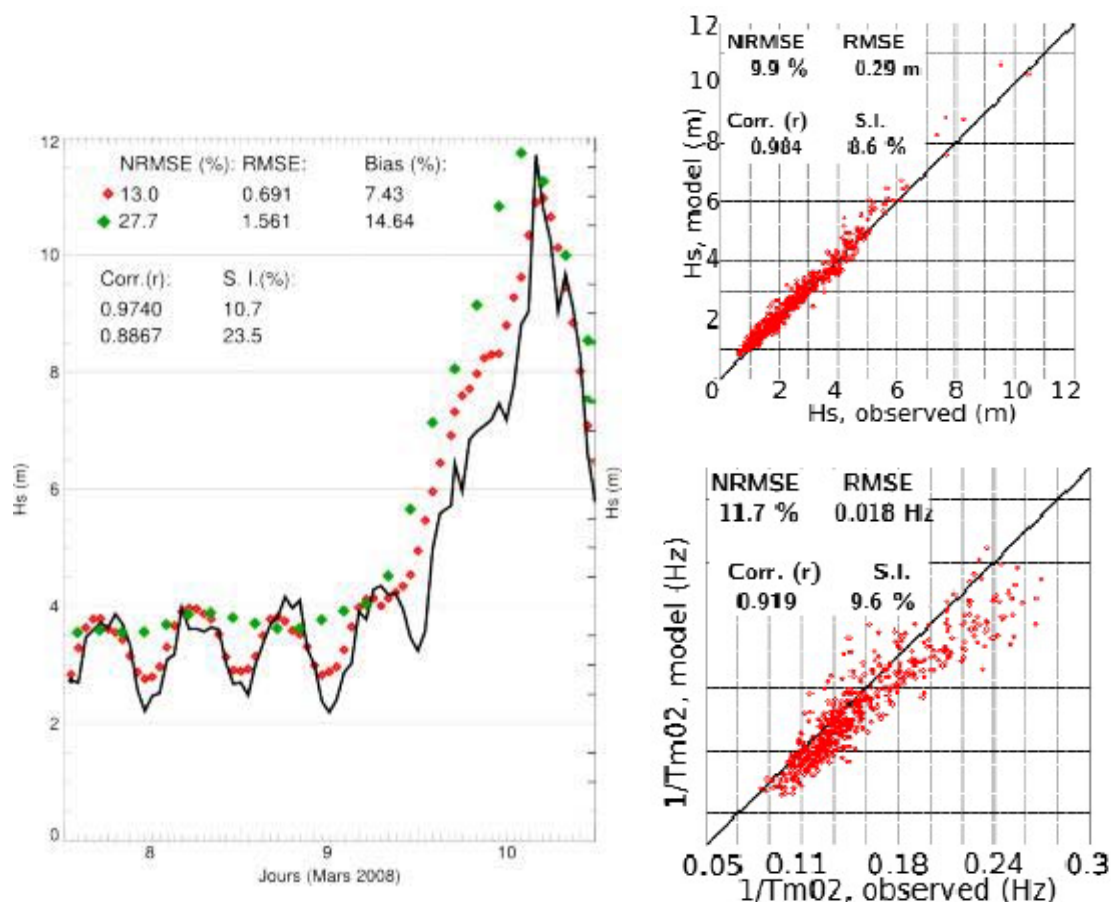 12
NRMSE (%): RMSE: Bias (%):
13.0 0.691 7.43
27.7 1.561 14.64
10
Corr.(r): S. I.(%):
0.9740 10.7
0.8867 23.5
8
6
Hs (m)
Hs (m)
4
2
0
8 9 10
Jours (Mars 2008)
12
NRMSE RMSE
9.9 % 0.29 m
10
Corr. (r) S.I.
0.984 8.6 %
8
6
Hs, model (m)
4
2
0 2 4 6 8 10 12
Hs, observed (m)
NRMSE RMSE
11.7 % 0.018 Hz
Corr. (r) S.I.
0.919 9.6 %
1/Tm02, model (Hz)
0.05 0.11 0.18 0.24 0.3
1/Tm02, observed (Hz)